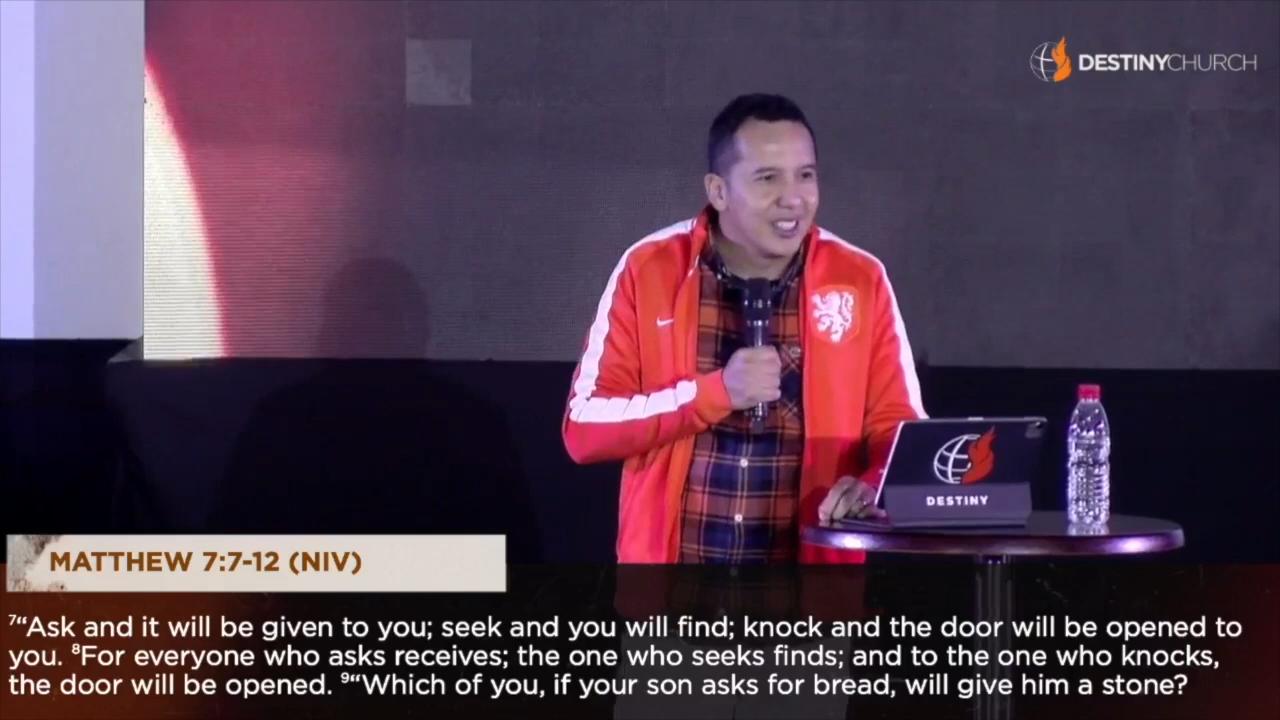 DESTINYCHURCH
DESTINY
MATTHEW 7:7-12 (NIV)
⁷“Ask and it will be given to you; seek and you will find; knock and the door will be opened to
you. ⁸For everyone who asks receives; the one who seeks finds; and to the one who knocks,
the door will be opened. ⁹“Which of you, if your son asks for bread, will give him a stone?